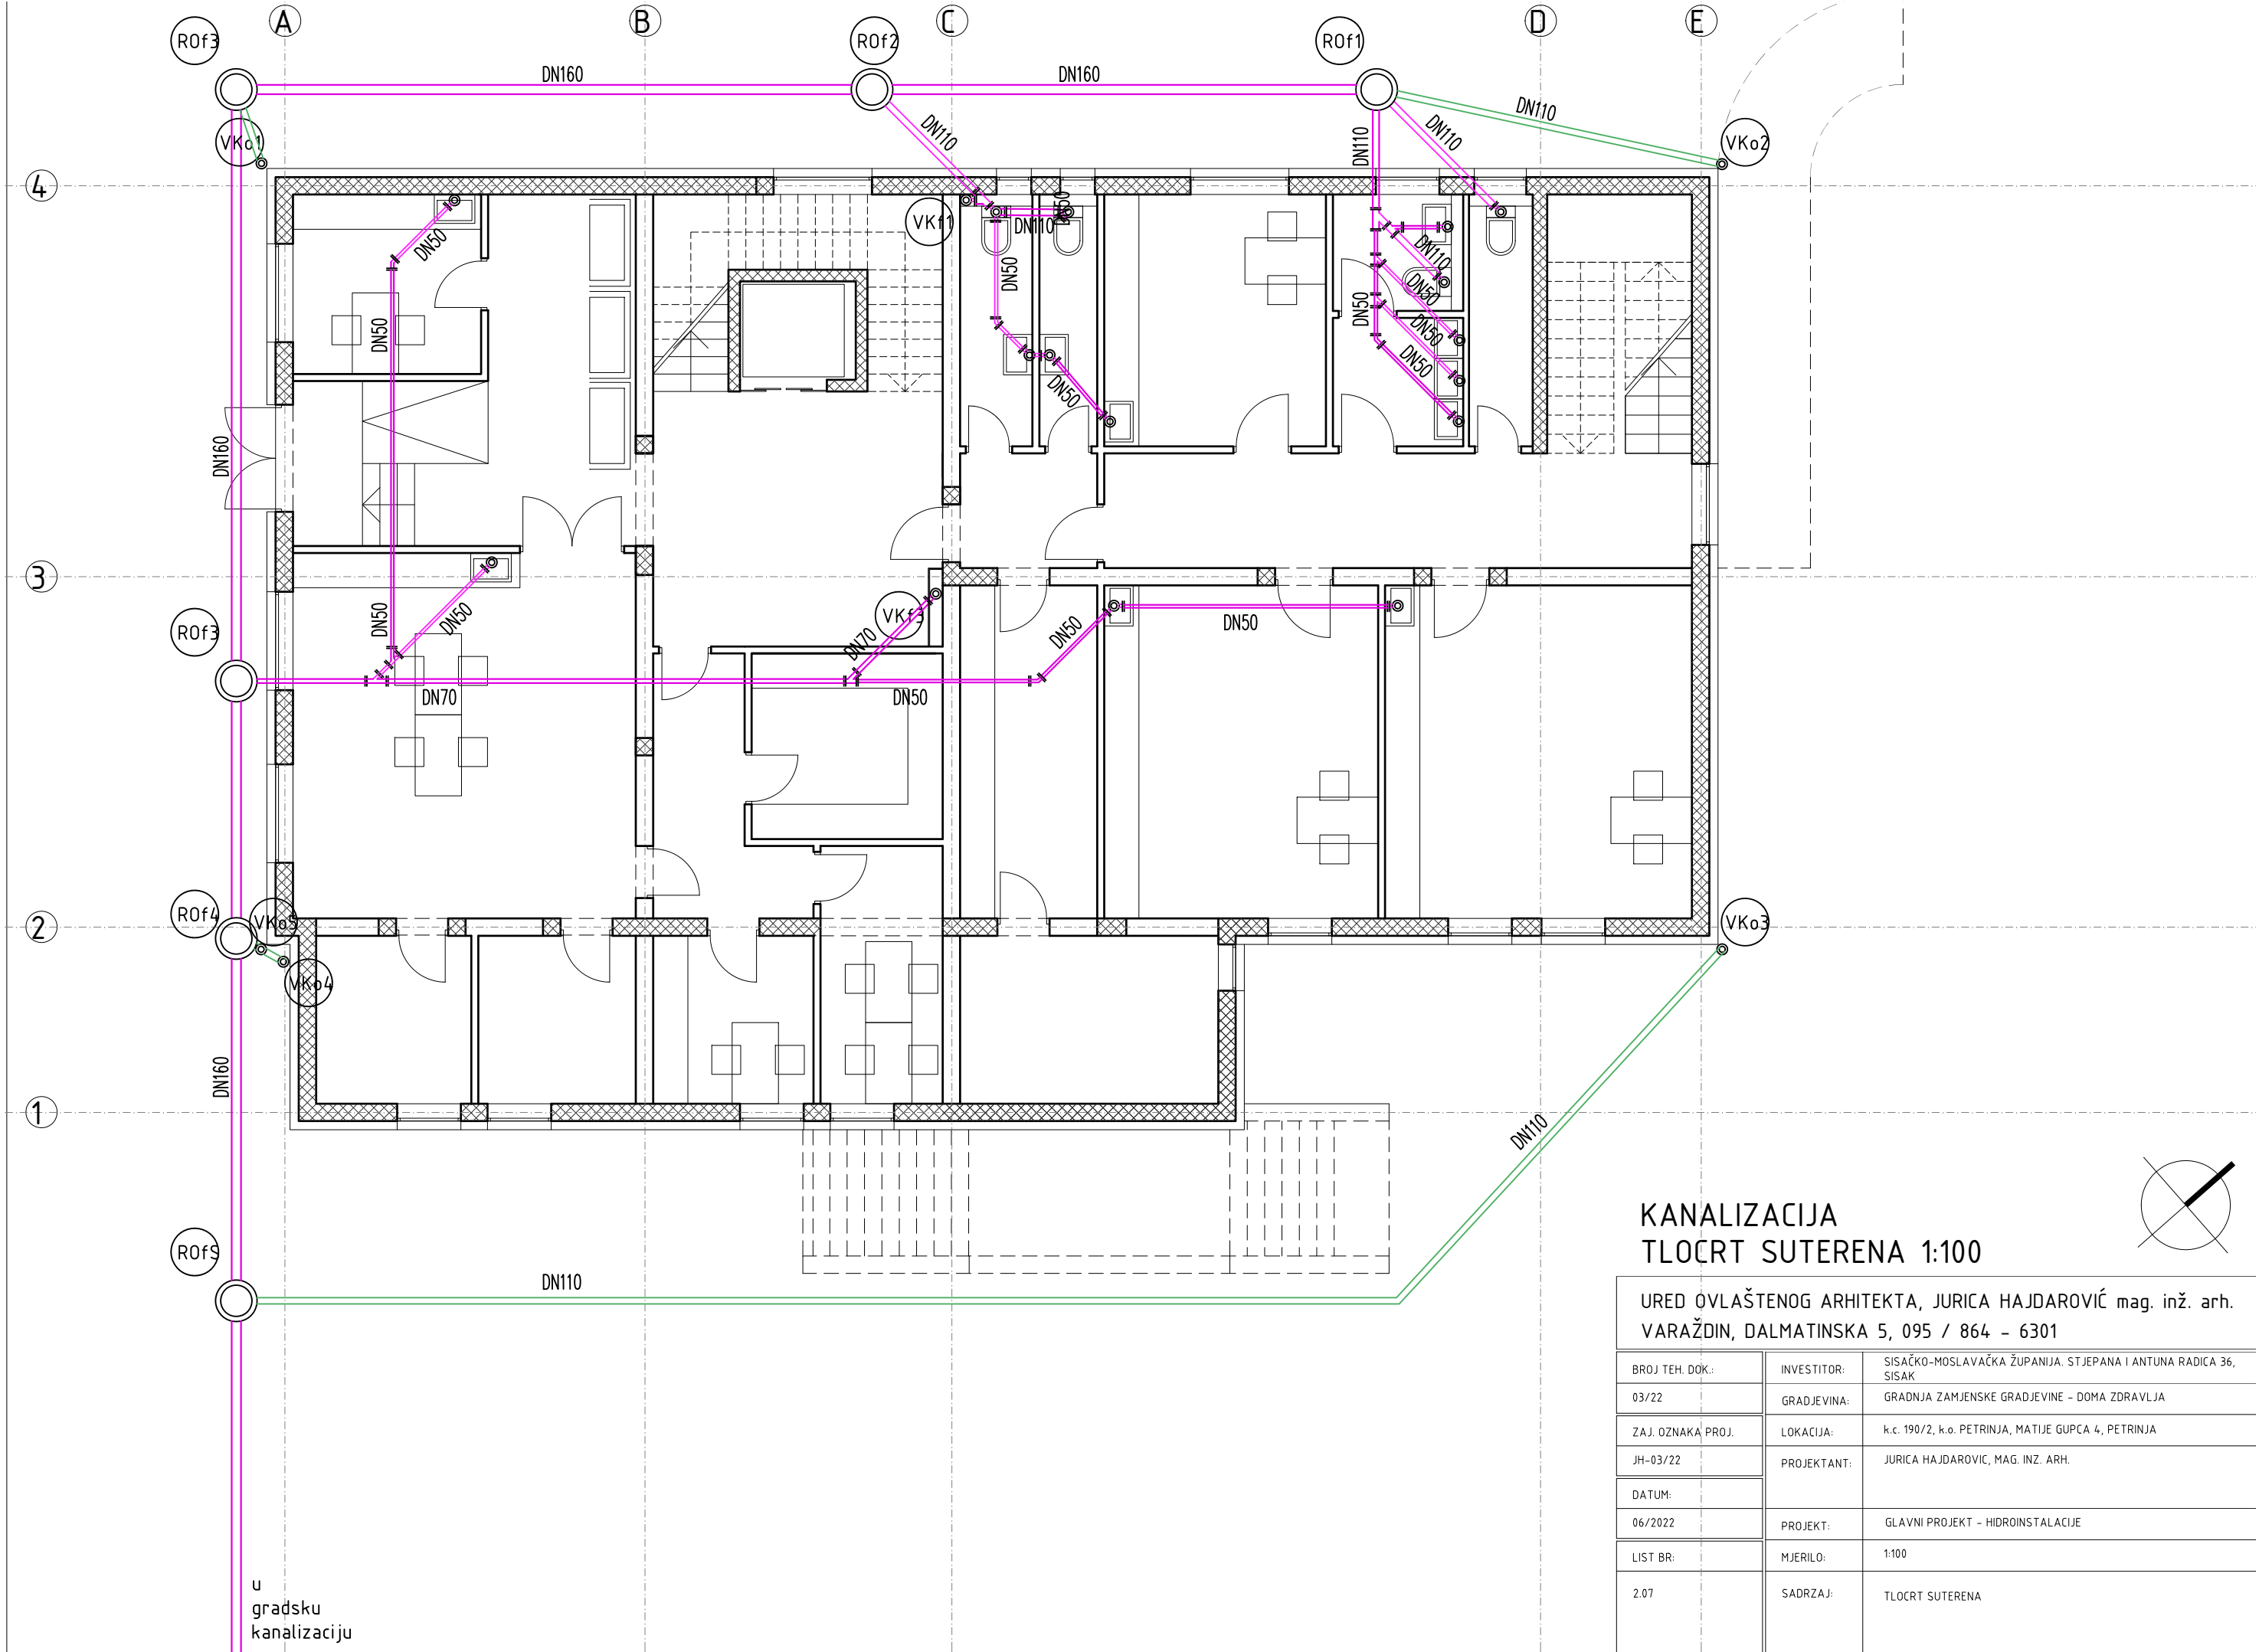 A
B
C
D
E
ROf3
ROf2
ROf1
DN160
DN160
DN110
DN110
DN110
DN110
VKo1
VKo2
4
VKf1
DN50
DN110
DN50
DN50
DN50
DN110
DN50
DN50
DN50
DN50
DN50
DN160
3
ROf3
DN50
DN50
VKf3
DN70
DN50
DN50
DN70
DN50
ROf4
VKo5
VKo3
2
VKo4
DN160
1
DN110
ROfS
DN110
KANALIZACIJA
TLOCRT SUTERENA 1:100
URED OVLAŠTENOG ARHITEKTA, JURICA HAJDAROVIĆ mag. inž. arh.
VARAŽDIN, DALMATINSKA 5, 095 / 864 - 6301
BROJ TEH. DOK.:
03/22
ZAJ. OZNAKA PROJ.
JH-03/22
DATUM:
06/2022
LIST BR:
2.07
INVESTITOR:
SISAČKO-MOSLAVAČKA ŽUPANIJA. STJEPANA I ANTUNA RADICA 36,
SISAK
GRADJEVINA:
GRADNJA ZAMJENSKE GRADJEVINE - DOMA ZDRAVLJA
LOKACIJA:
k.c. 190/2, k.o. PETRINJA, MATIJE GUPCA 4, PETRINJA
PROJEKTANT:
JURICA HAJDAROVIC, MAG. INZ. ARH.
PROJEKT:
GLAVNI PROJEKT - HIDROINSTALACIJE
MJERILO:
1:100
SADRZAJ:
TLOCRT SUTERENA
u
gradsku
kanalizaciju